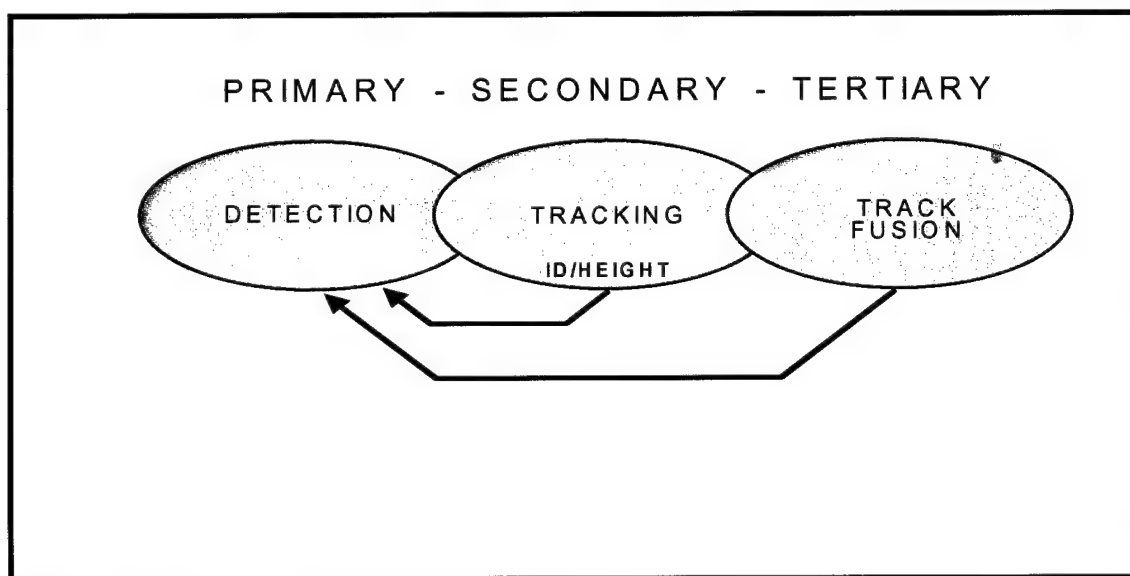 PRIMARY - SECONDARY - TERTIARY
DETECTION
TRACKING
ID/HEIGHT
TRACK
FUSION